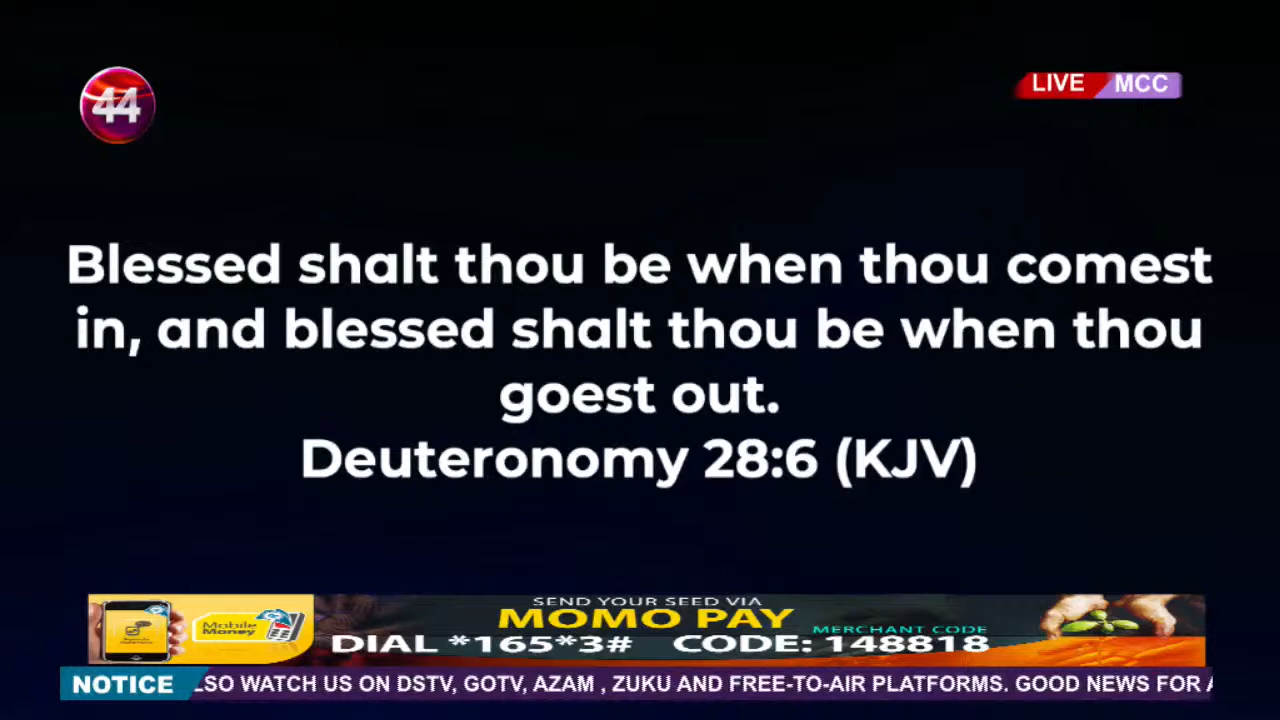 44
LIVE MCC
Blessed shalt thou be when thou comest
in, and blessed shalt thou be when thou
goest out.
Deuteronomy 28:6 (KJV)
SEND YOUR SEED VIA
Mobile
Money
MOMO PAY
MERCHANT CODE
DIAL *165*3# CODE: 148818
NOTICE LSO WATCH US ON DSTV, GOTV, AZAM , ZUKU AND FREE-TO-AIR PLATFORMS. GOOD NEWS FOR A